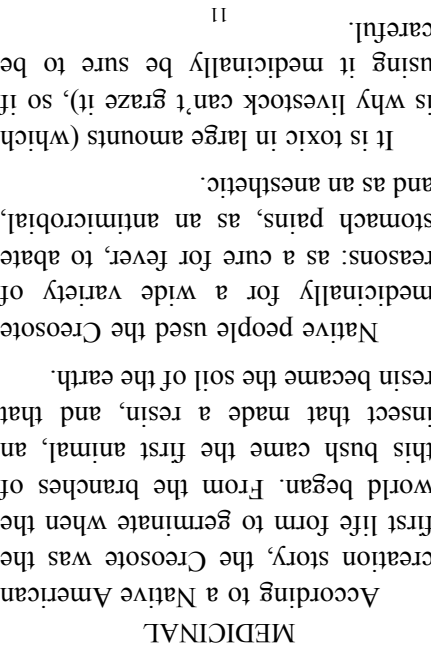 MEDICINAL
According to a Native American
creation story, the Creosote was the
first life form to germinate when the
world began. From the branches of
this bush came the first animal, an
insect that made a resin, and that
resin became the soil of the earth.
Native people used the Creosote
medicinally for a wide variety of
reasons: as a cure for fever, to abate
stomach pains, as an antimicrobial,
and as an anesthetic.
It is toxic in large amounts (which
is why livestock can't graze it), so if
using it medicinally be sure to be
careful.
11